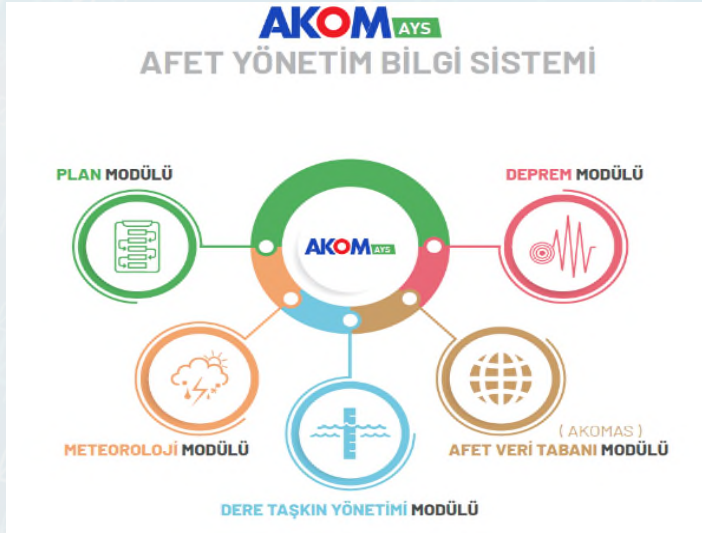 AKOM AYS
AFET YÖNETİM BİLGİ SİSTEMİ
PLAN MODÜLÜ
DEPREM MODÜLÜ
AKOM AYS
METEOROLOJİ MODÜLÜ
( AKOMAS )
AFET VERİ TABANI MODÜLÜ
DERE TAŞKIN YÖNETİMİ MODÜLÜ